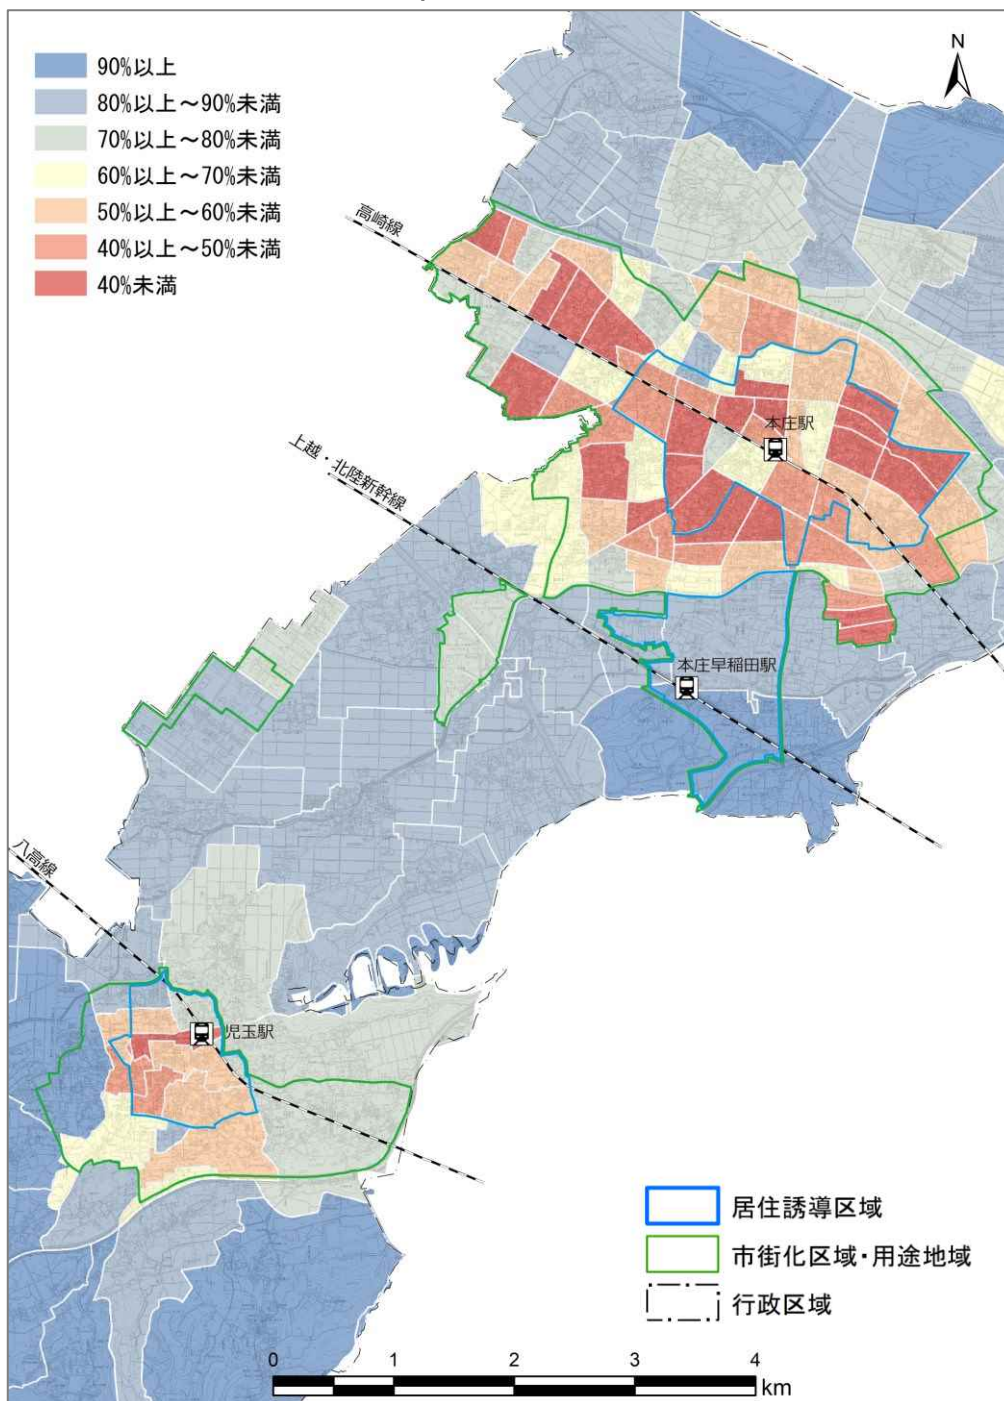 90%以上
80%以上～90%未満
70%以上～80%未満
60%以上～70%未満
50%以上～60%未満
40%以上～50%未満
40%未満
N
高崎線
本庄駅
上越・北陸新幹線
本庄早稲田駅
八高線
児玉駅
居住誘導区域
市街化区域・用途地域
行政区域
0 1 2 3 4
km